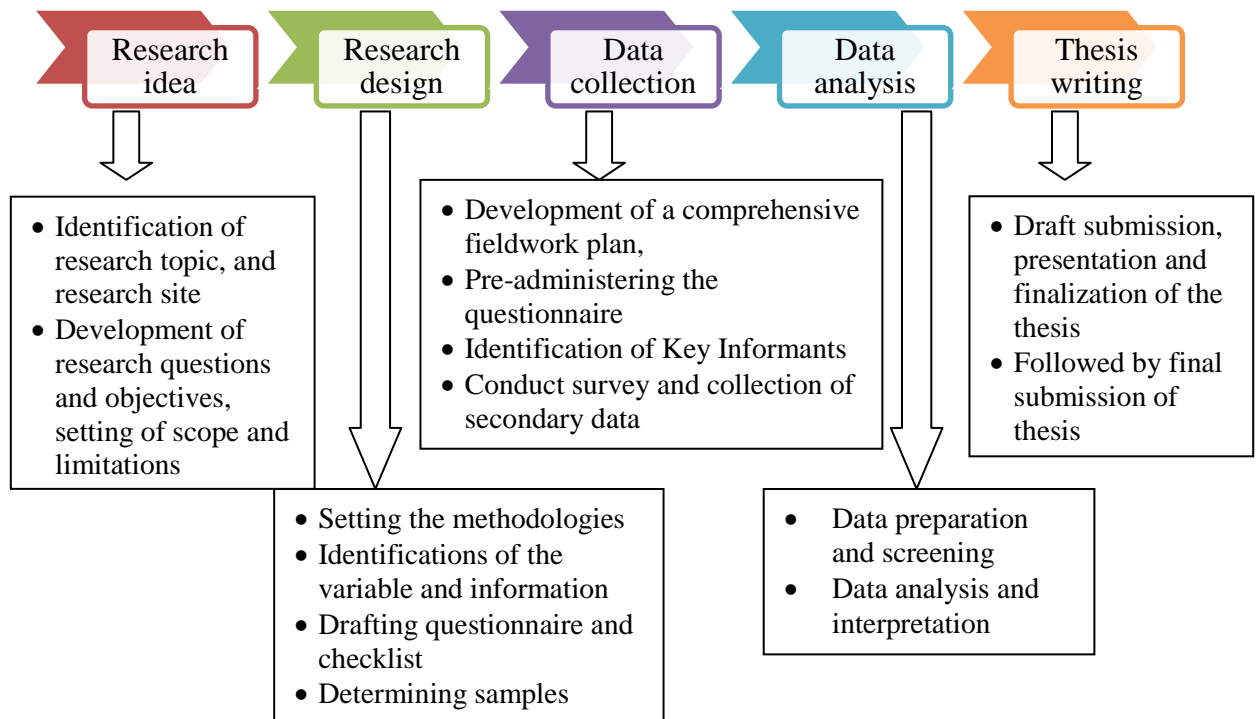 Research
idea
Research
design
Data
collection
Data
analysis
Thesis
writing
• Identification of
research topic, and
research site
• Development of
research questions
and objectives,
setting of scope and
limitations
• Development of a comprehensive
fieldwork plan,
• Pre-administering the
questionnaire
• Identification of Key Informants
• Conduct survey and collection of
secondary data
• Draft submission,
presentation and
finalization of the
thesis
• Followed by final
submission of
thesis
• Setting the methodologies
• Identifications of the
variable and information
• Drafting questionnaire and
checklist
• Determining samples
• Data preparation
and screening
• Data analysis and
interpretation